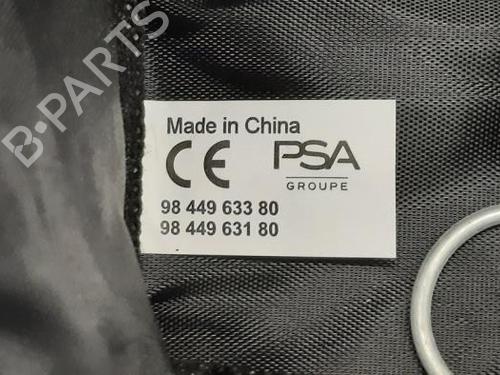 B-PARTS
Made in China
CE PSA
GROUPE
98 449 633 80
98 449 631 80